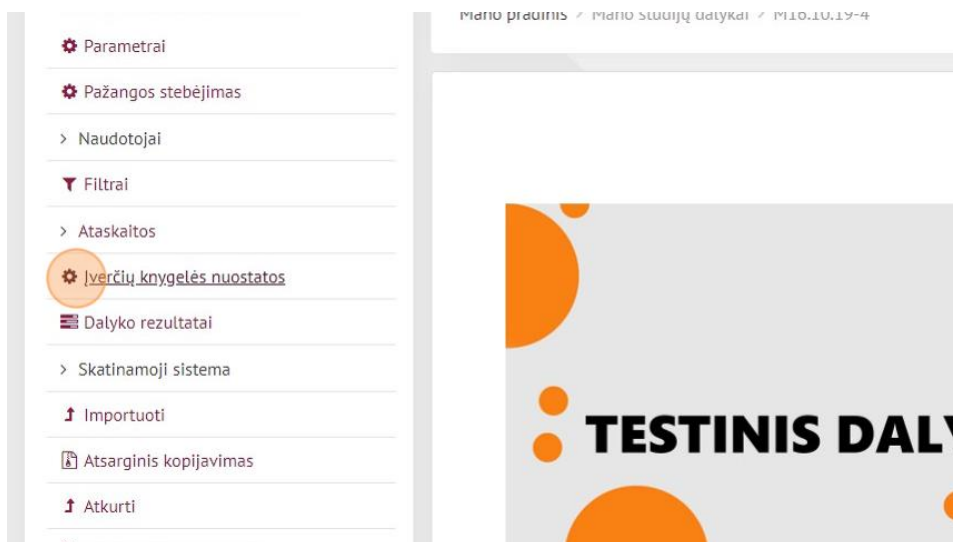 Mano pradinis / Mano studijų dalykai / M16.10.19-4
Parametrai
Pažangos stebėjimas
Naudotojai
Filtrai
Ataskaitos
Įverčių knygelės nuostatos
Dalyko rezultatai
Skatinamoji sistema
Importuoti
Atsarginis kopijavimas
Atkurti
TESTINIS DALY